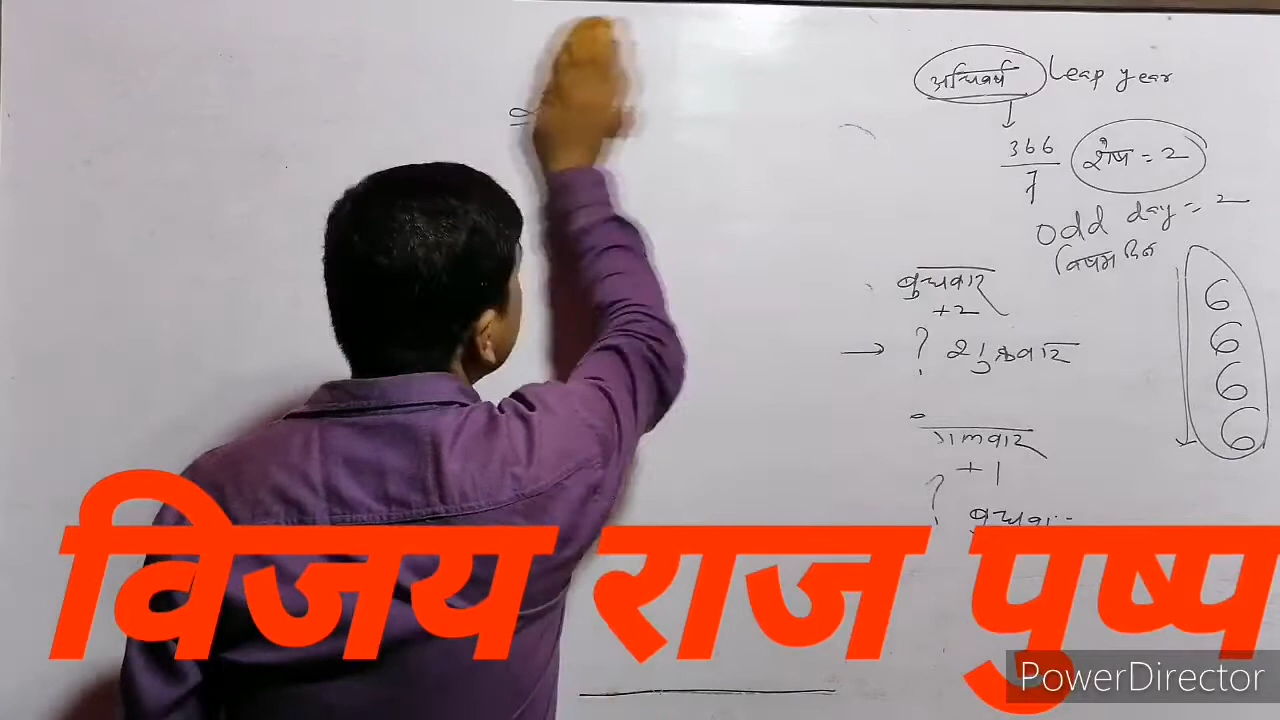 अधिवर्ष Leap year
366
7
शेष = 2
odd day = 2
विषम दिन
बुधवार
+2
→ ? शुक्रवार
6
6
6
6
+1
?
विजय राज पुष्प
PowerDirector